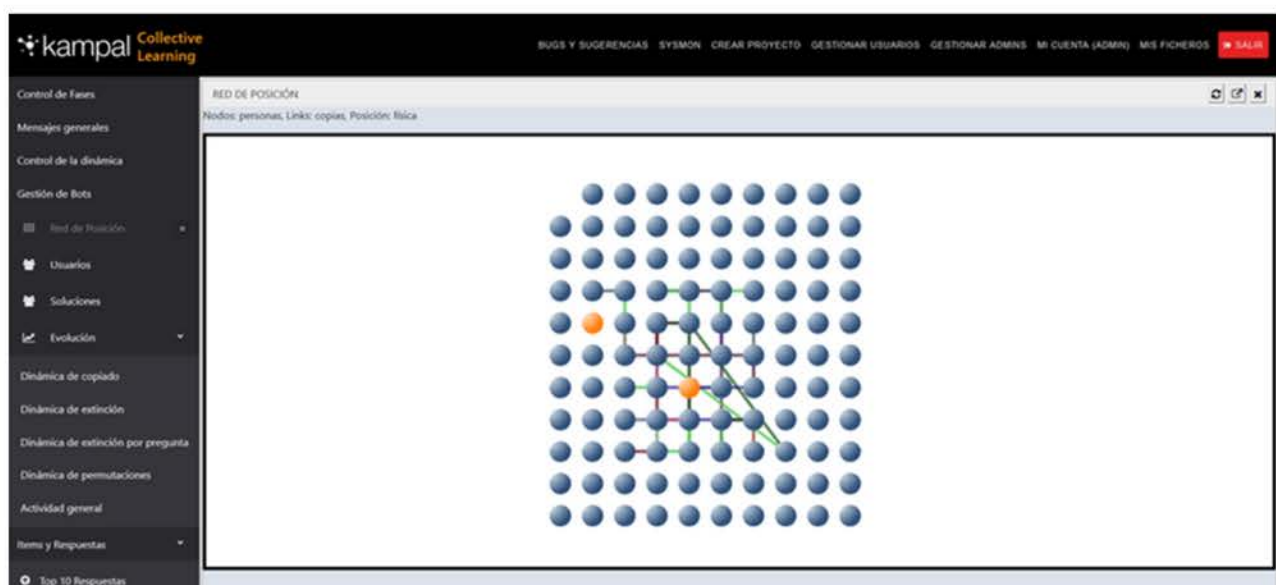 kampal Collective Learning
BUGS Y SUGERENCIAS SYSMON CREAR PROYECTO GESTIONAR USUARIOS GESTIONAR ADMINS MI CUENTA (ADMIN) MIS FICHEROS SALIR
Control de Fases
Mensajes generales
Control de la dinámica
Gestión de Bots
Red de Posición
Usuarios
Soluciones
Evolución
Dinámica de copiado
Dinámica de extinción
Dinámica de extinción por pregunta
Dinámica de permutaciones
Actividad general
Items y Respuestas
Top 10 Respuestas
RED DE POSICIÓN
Nodos: personas, Links: copias, Posición: física